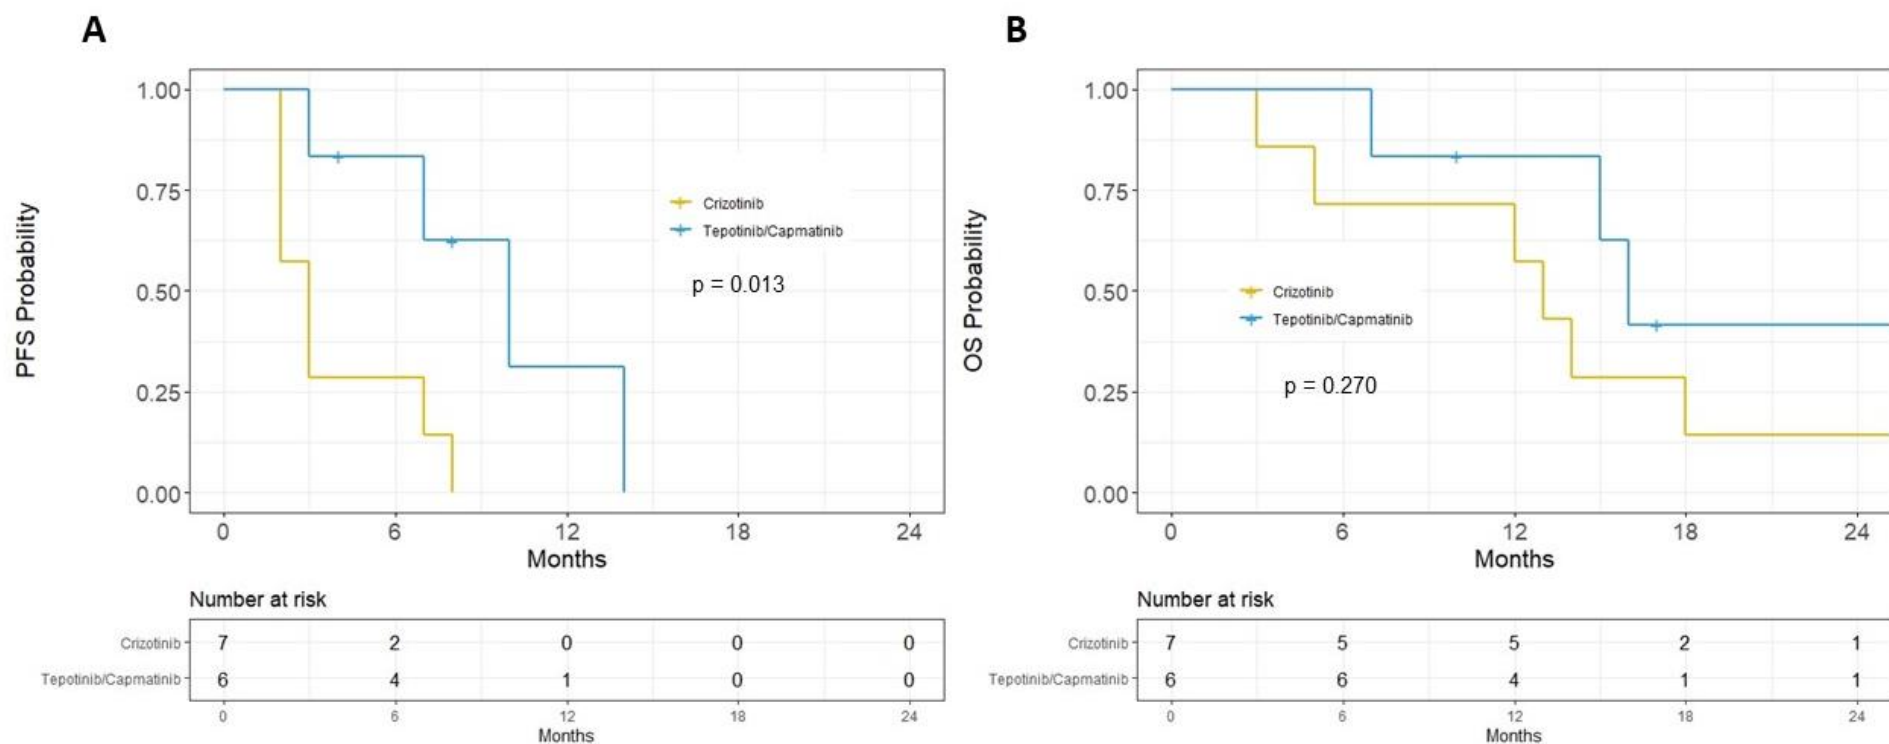 A
PFS Probability
1.00
0.75
0.50
0.25
0.00
Crizotinib
Tepotinib/Capmatinib
p = 0.013
0 6 12 18 24
Months
Number at risk
Crizotinib 7 2 0 0 0
Tepotinib/Capmatinib 6 4 1 0 0
0 6 12 18 24
Months
B
OS Probability
1.00
0.75
0.50
0.25
0.00
Crizotinib
Tepotinib/Capmatinib
p = 0.270
0 6 12 18 24
Months
Number at risk
Crizotinib 7 5 5 2 1
Tepotinib/Capmatinib 6 6 4 1 1
0 6 12 18 24
Months